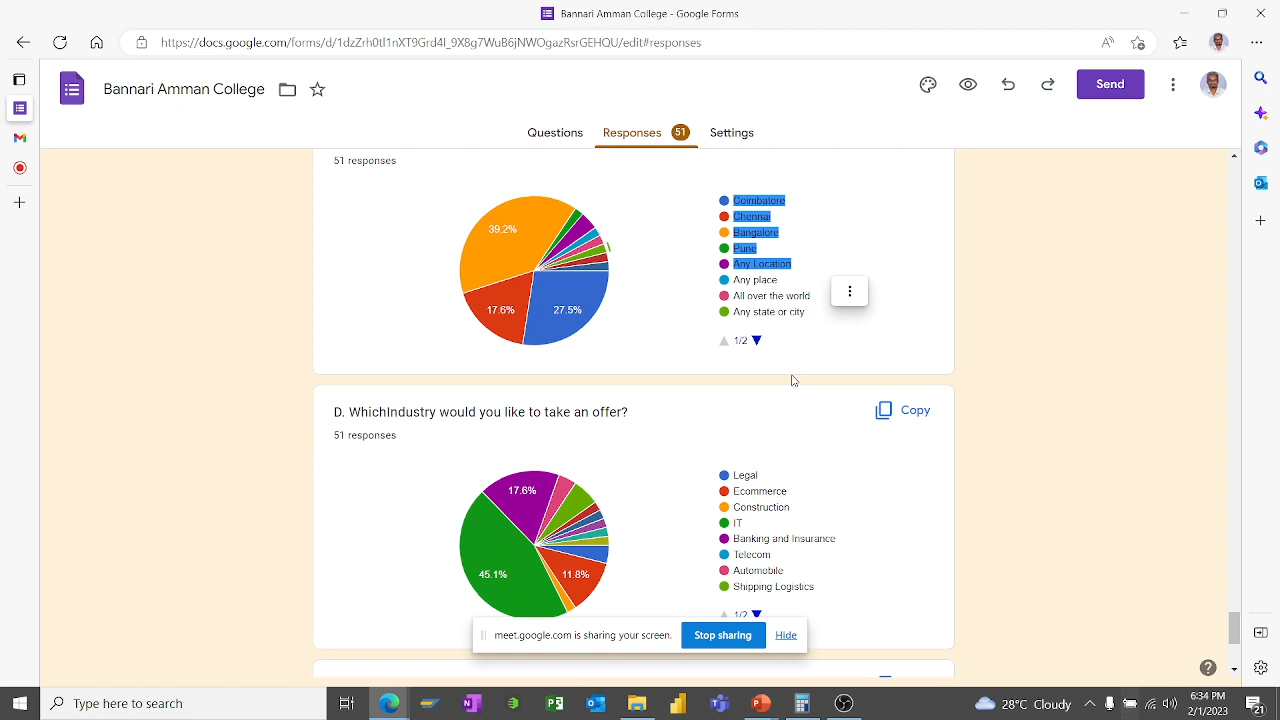 Bannari Amman College - Google Forms
https://docs.google.com/forms/d/1dzZrh0tI1nXT9Grd4I_9X8g7WuB6jNWOgazRsrGEHQU/edit#responses
Bannari Amman College
Send
Questions
Responses 51
Settings
51 responses
39.2%
17.6%
27.5%
Coimbatore
Chennai
Bangalore
Pune
Any Location
Any place
All over the world
Any state or city
1/2
D. WhichIndustry would you like to take an offer?
Copy
51 responses
17.6%
45.1%
11.8%
Legal
Ecommerce
Construction
IT
Banking and Insurance
Telecom
Automobile
Shipping Logistics
1/2
meet.google.com is sharing your screen.
Stop sharing
Hide
Type here to search
28°C Cloudy
6:34 PM
2/1/2023
21